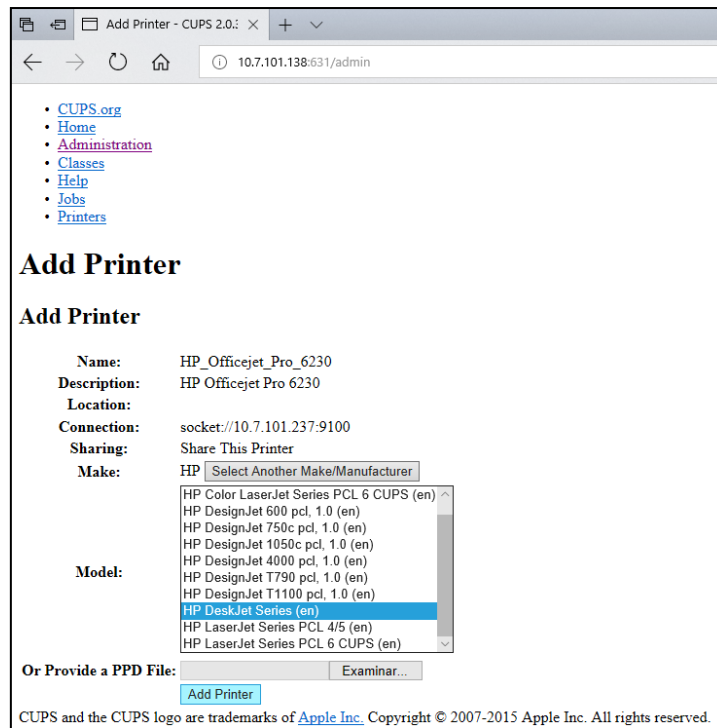 Add Printer - CUPS 2.0.:
10.7.101.138:631/admin
CUPS.org
Home
Administration
Classes
Help
Jobs
Printers
Add Printer
Add Printer
Name: HP_Officejet_Pro_6230
Description: HP Officejet Pro 6230
Location:
Connection: socket://10.7.101.237:9100
Sharing: Share This Printer
Make: HP Select Another Make/Manufacturer
HP Color LaserJet Series PCL 6 CUPS (en)
HP DesignJet 600 pcl, 1.0 (en)
HP DesignJet 750c pcl, 1.0 (en)
HP DesignJet 1050c pcl, 1.0 (en)
HP DesignJet 4000 pcl, 1.0 (en)
Model: HP DesignJet T790 pcl, 1.0 (en)
HP DesignJet T1100 pcl, 1.0 (en)
HP DeskJet Series (en)
HP LaserJet Series PCL 4/5 (en)
HP LaserJet Series PCL 6 CUPS (en)
Or Provide a PPD File: Examinar...
Add Printer
CUPS and the CUPS logo are trademarks of Apple Inc. Copyright © 2007-2015 Apple Inc. All rights reserved.